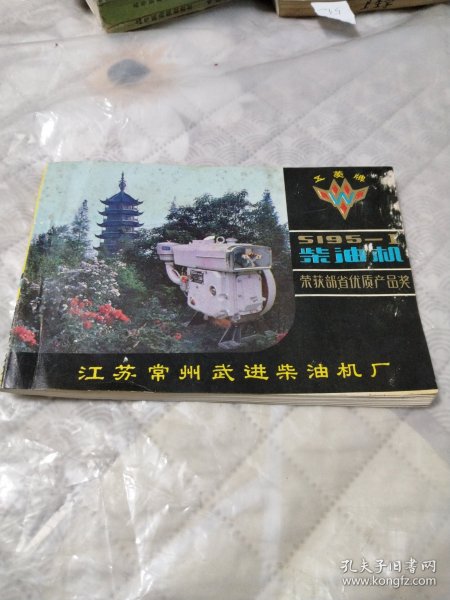 工农牌
W
S195-1
柴油机
荣获部省优质产品奖
江苏常州武进柴油机厂
孔夫子旧书网
www.kongfz.com